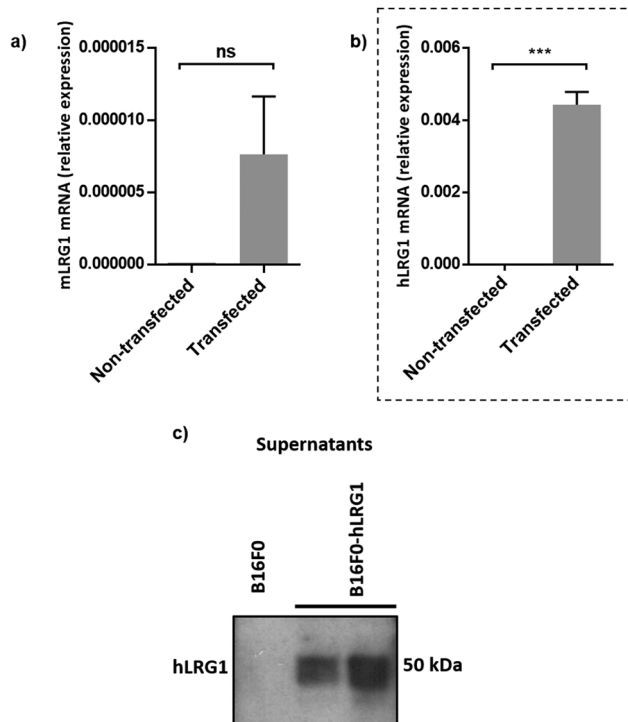 a)
ns
mLRG1 mRNA (relative expression)
0.000015
0.000010
0.000005
0.000000
Non-transfected
Transfected
b)
***
hLRG1 mRNA (relative expression)
0.006
0.004
0.002
0.000
Non-transfected
Transfected
c)
Supernatants
B16F0
B16F0-hLRG1
hLRG1
50 kDa